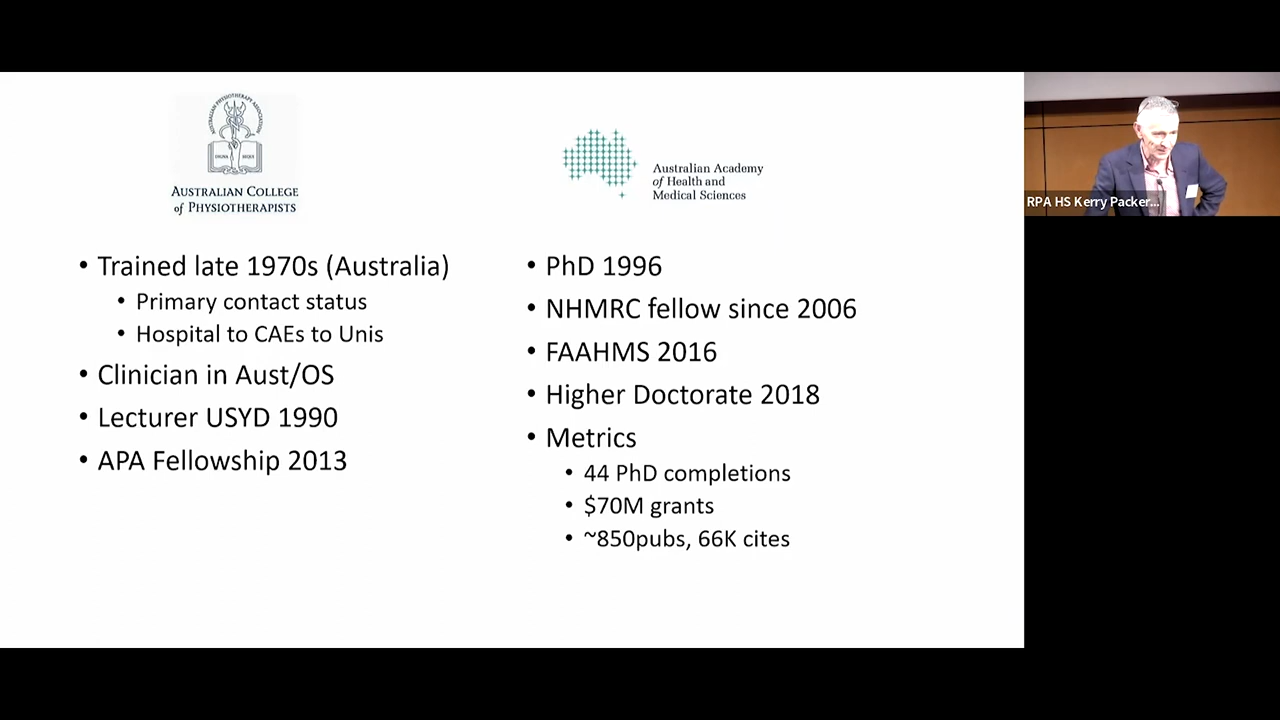 AUSTRALIAN PHYSIOTHERAPY ASSOCIATION
AUSTRALIAN COLLEGE
of PHYSIOTHERAPISTS
Australian Academy
of Health and
Medical Sciences
• Trained late 1970s (Australia)
• Primary contact status
• Hospital to CAEs to Unis
• Clinician in Aust/OS
• Lecturer USYD 1990
• APA Fellowship 2013
• PhD 1996
• NHMRC fellow since 2006
• FAAHMS 2016
• Higher Doctorate 2018
• Metrics
• 44 PhD completions
• $70M grants
• ~850pubs, 66K cites
RPA HS Kerry Packer...